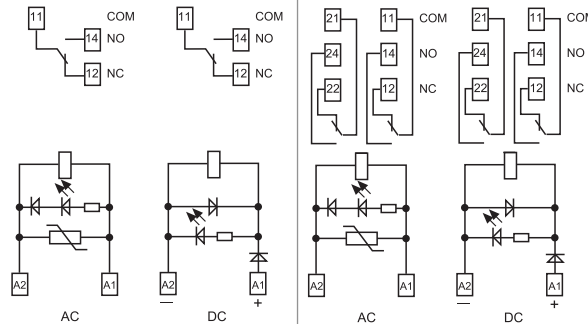 11 COM 11 COM 21 11 COM 21 11 COM
14 NO 14 NO 24 14 NO 24 14 NO
12 NC 12 NC 22 12 NC 22 12 NC
A2 A1 A2 A1 A2 A1 A2 A1
— + — +
AC DC AC DC